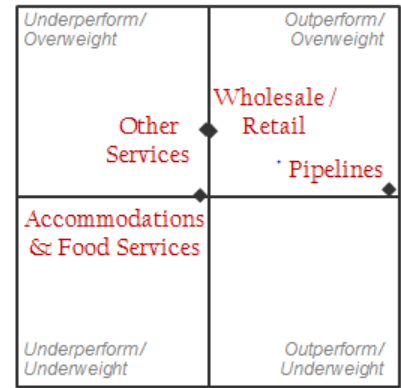 Underperform/
Overweight
Outperform/
Overweight
Wholesale /
Retail
Other
Services
Pipelines
Accommodations
& Food Services
Underperform/
Underweight
Outperform/
Underweight